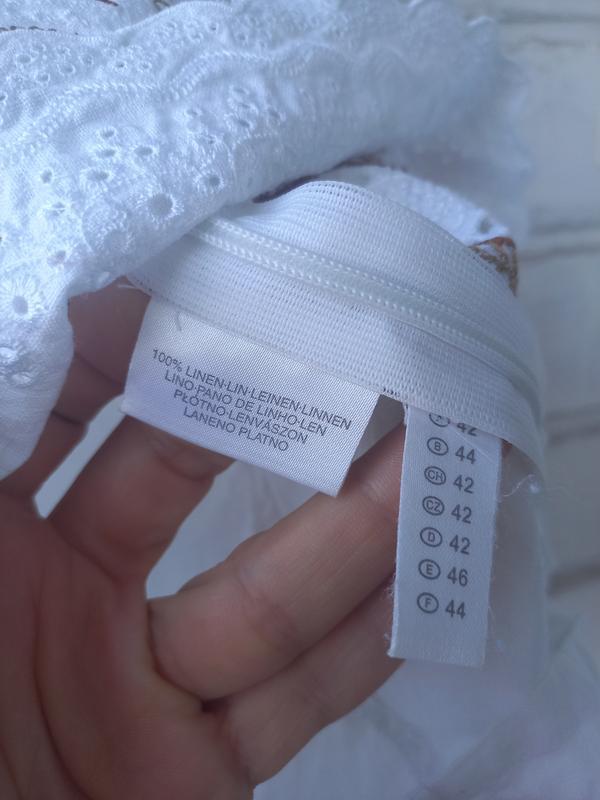 100% LINEN·LIN·LEINEN·LINNEN
LINO·PANO DE LINHO·LEN
PŁÓTNO·LENVÁSZON
LANENO PLATNO
42
B 44
CH 42
CZ 42
D 42
E 46
F 44